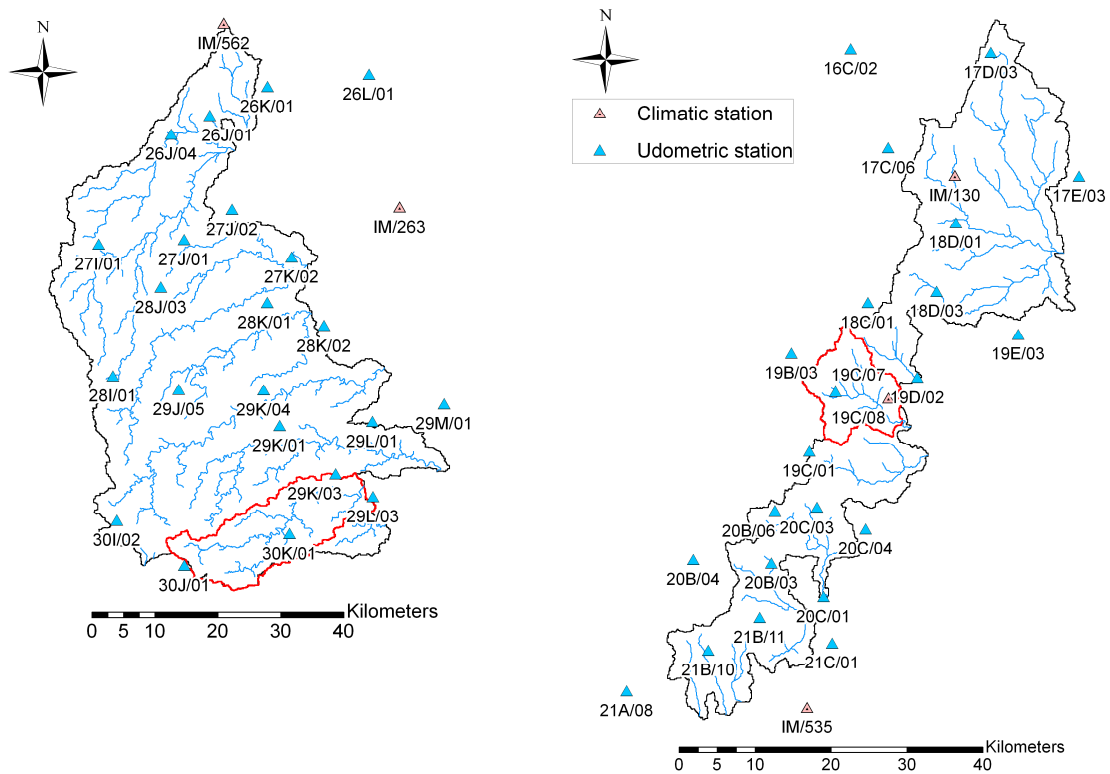 N
IM/562
26K/01
26L/01
26J/01
26J/04
27J/02
IM/263
27I/01
27J/01
27K/02
28J/03
28K/01
28K/02
28I/01
29J/05
29K/04
29M/01
29K/01
29L/01
29K/03
29L/03
30I/02
30K/01
30J/01
Kilometers
0 5 10 20 30 40
N
16C/02
17D/03
Climatic station
Udometric station
17C/06
IM/130
17E/03
18D/01
18D/03
18C/01
19E/03
19B/03
19C/07
19D/02
19C/08
19C/01
20B/06
20C/03
20C/04
20B/04
20B/03
20C/01
21B/11
21B/10
21C/01
21A/08
IM/535
Kilometers
0 5 10 20 30 40